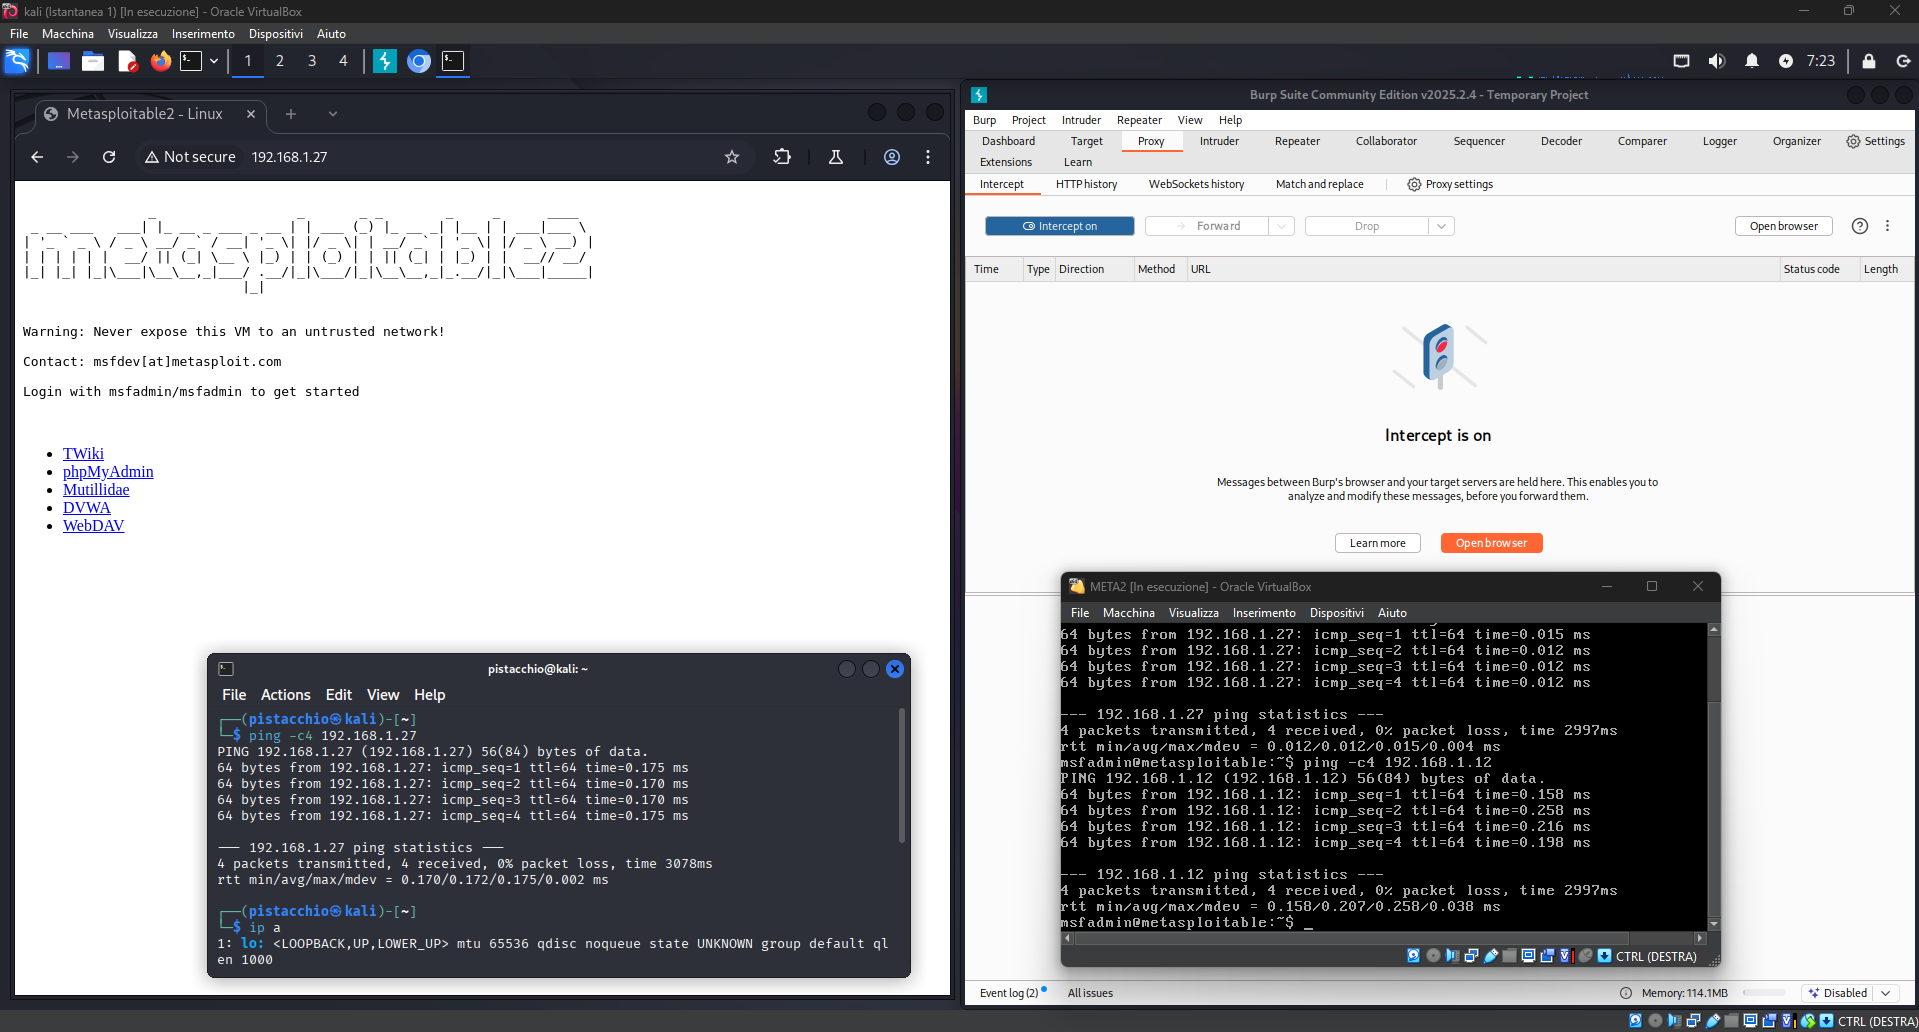 kali (Istantanea 1) [In esecuzione] - Oracle VirtualBox
File Macchina Visualizza Inserimento Dispositivi Aiuto
1 2 3 4
7:23
Metasploitable2 - Linux
Not secure 192.168.1.27
metasploitable2
Warning: Never expose this VM to an untrusted network!
Contact: msfdev[at]metasploit.com
Login with msfadmin/msfadmin to get started
TWiki
phpMyAdmin
Mutillidae
DVWA
WebDAV
pistacchio@kali: ~
File Actions Edit View Help
┌──(pistacchio㉿kali)-[~]
└─$ ping -c4 192.168.1.27
PING 192.168.1.27 (192.168.1.27) 56(84) bytes of data.
64 bytes from 192.168.1.27: icmp_seq=1 ttl=64 time=0.175 ms
64 bytes from 192.168.1.27: icmp_seq=2 ttl=64 time=0.170 ms
64 bytes from 192.168.1.27: icmp_seq=3 ttl=64 time=0.170 ms
64 bytes from 192.168.1.27: icmp_seq=4 ttl=64 time=0.175 ms
--- 192.168.1.27 ping statistics ---
4 packets transmitted, 4 received, 0% packet loss, time 3078ms
rtt min/avg/max/mdev = 0.170/0.172/0.175/0.002 ms
┌──(pistacchio㉿kali)-[~]
└─$ ip a
1: lo: <LOOPBACK,UP,LOWER_UP> mtu 65536 qdisc noqueue state UNKNOWN group default ql
en 1000
Burp Suite Community Edition v2025.2.4 - Temporary Project
Burp Project Intruder Repeater View Help
Dashboard Target Proxy Intruder Repeater Collaborator Sequencer Decoder Comparer Logger Organizer Settings
Extensions Learn
Intercept HTTP history WebSockets history Match and replace Proxy settings
Intercept on Forward Drop Open browser
Time Type Direction Method URL Status code Length
Intercept is on
Messages between Burp's browser and your target servers are held here. This enables you to
analyze and modify these messages, before you forward them.
Learn more Open browser
META2 [In esecuzione] - Oracle VirtualBox
File Macchina Visualizza Inserimento Dispositivi Aiuto
64 bytes from 192.168.1.27: icmp_seq=1 ttl=64 time=0.015 ms
64 bytes from 192.168.1.27: icmp_seq=2 ttl=64 time=0.012 ms
64 bytes from 192.168.1.27: icmp_seq=3 ttl=64 time=0.012 ms
64 bytes from 192.168.1.27: icmp_seq=4 ttl=64 time=0.012 ms
--- 192.168.1.27 ping statistics ---
4 packets transmitted, 4 received, 0% packet loss, time 2997ms
rtt min/avg/max/mdev = 0.012/0.012/0.015/0.004 ms
msfadmin@metasploitable:~$ ping -c4 192.168.1.12
PING 192.168.1.12 (192.168.1.12) 56(84) bytes of data.
64 bytes from 192.168.1.12: icmp_seq=1 ttl=64 time=0.158 ms
64 bytes from 192.168.1.12: icmp_seq=2 ttl=64 time=0.258 ms
64 bytes from 192.168.1.12: icmp_seq=3 ttl=64 time=0.216 ms
64 bytes from 192.168.1.12: icmp_seq=4 ttl=64 time=0.198 ms
--- 192.168.1.12 ping statistics ---
4 packets transmitted, 4 received, 0% packet loss, time 2997ms
rtt min/avg/max/mdev = 0.158/0.207/0.258/0.038 ms
msfadmin@metasploitable:~$ _
CTRL (DESTRA)
Event log (2) All issues Memory: 114.1MB Disabled
CTRL (DESTRA)